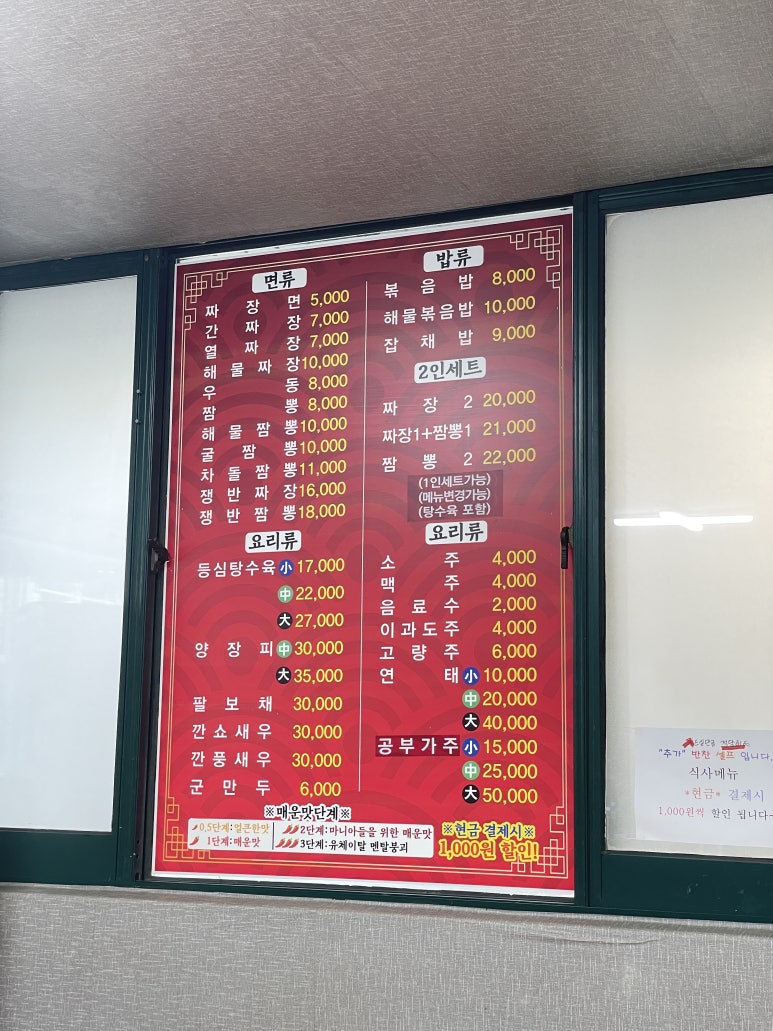 면류
짜장면 5,000
간짜장 7,000
열짜장 7,000
해물짜장 10,000
우동 8,000
짬뽕 8,000
해물짬뽕 10,000
굴짬뽕 10,000
차돌짬뽕 11,000
쟁반짜장 16,000
쟁반짬뽕 18,000
요리류
등심탕수육 小 17,000
中 22,000
大 27,000
양장피 中 30,000
大 35,000
팔보채 30,000
깐쇼새우 30,000
깐풍새우 30,000
군만두 6,000
밥류
볶음밥 8,000
해물볶음밥 10,000
잡채밥 9,000
2인세트
짜장2 20,000
짜장1+짬뽕1 21,000
짬뽕2 22,000
(1인세트가능)
(메뉴변경가능)
(탕수육 포함)
요리류
소주 4,000
맥주 4,000
음료수 2,000
이과도주 4,000
고량주 6,000
연태 小 10,000
中 20,000
大 40,000
공부가주 小 15,000
中 25,000
大 50,000
※매운맛단계※
0.5단계:얼큰한맛
1단계:매운맛
2단계:마니아들을 위한 매운맛
3단계:유체이탈 멘탈붕괴
※현금 결제시※
1,000원 할인!
"추가" 반찬 셀프 입니다.
식사메뉴
*현금* 결제시
1,000원씩 할인 됩니다~